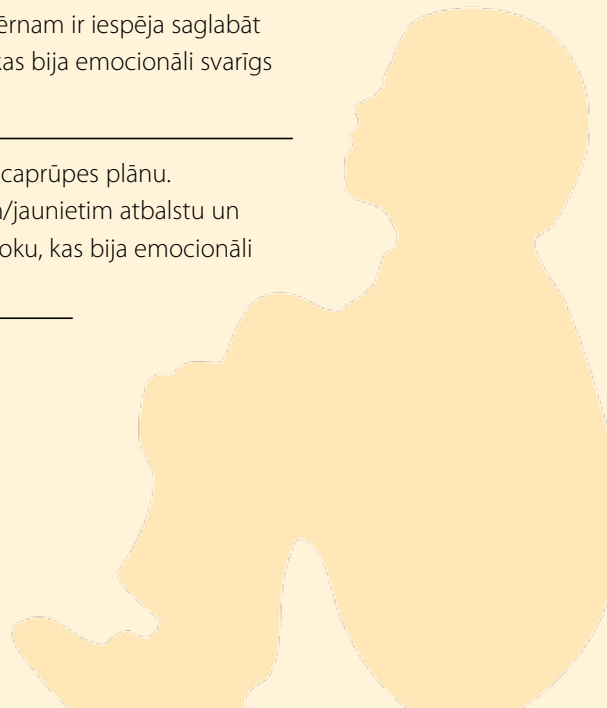 ērnam ir iespēja saglabāt
kas bija emocionāli svarīgs
caprūpes plānu.
n/jaunietim atbalstu un
oku, kas bija emocionāli